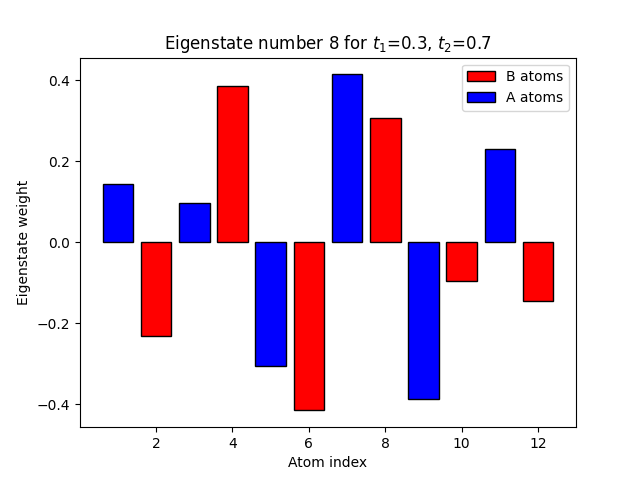 Eigenstate number 8 for t₁=0.3, t₂=0.7
B atoms
A atoms
Eigenstate weight
0.4
0.2
0.0
−0.2
−0.4
2 4 6 8 10 12
Atom index